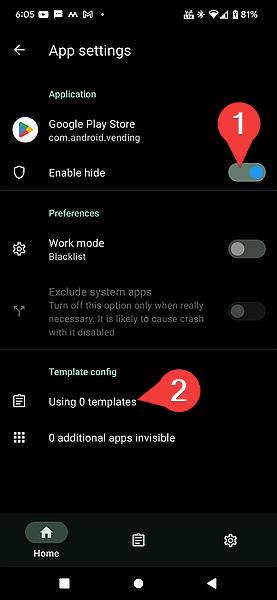 6:05 81%
App settings
Application
Google Play Store
com.android.vending
1
Enable hide
Preferences
Work mode
Blacklist
Exclude system apps
Turn off this option only when really
necessary. It is likely to cause crash
with it disabled
Template config
Using 0 templates
2
0 additional apps invisible
Home